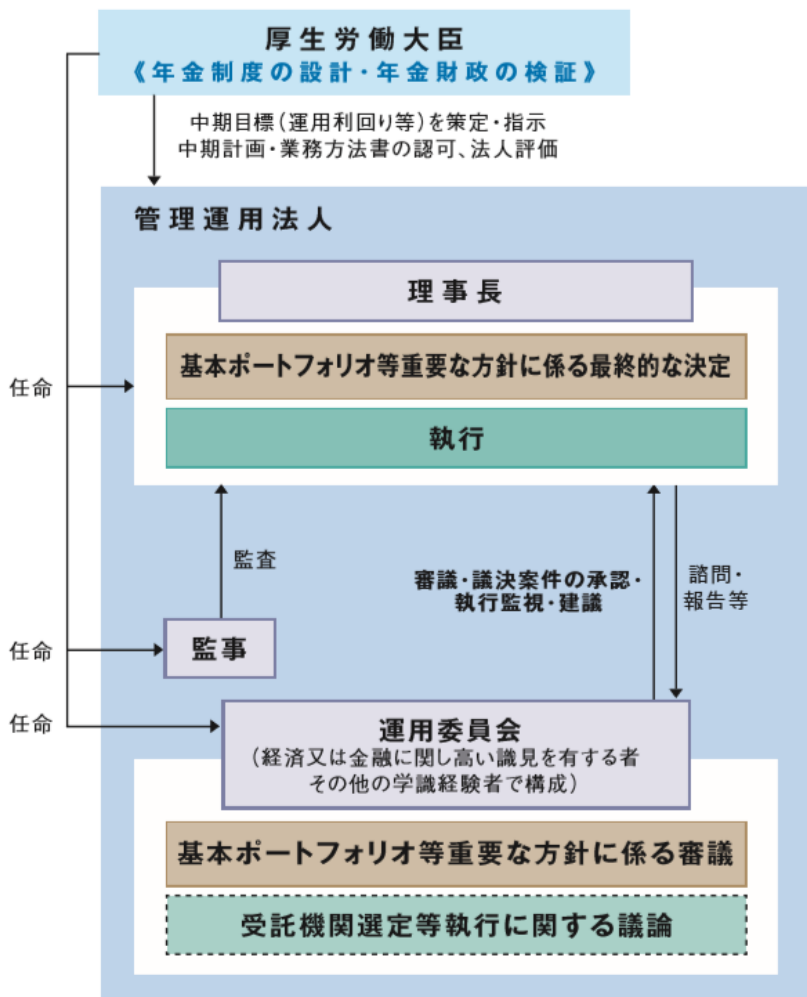 厚生労働大臣
《年金制度の設計・年金財政の検証》
中期目標(運用利回り等)を策定・指示
中期計画・業務方法書の認可、法人評価
管理運用法人
理事長
基本ポートフォリオ等重要な方針に係る最終的な決定
任命
執行
監査
審議・議決案件の承認・
執行監視・建議
諮問・
報告等
任命
監事
任命
運用委員会
(経済又は金融に関し高い識見を有する者
その他の学識経験者で構成)
基本ポートフォリオ等重要な方針に係る審議
受託機関選定等執行に関する議論